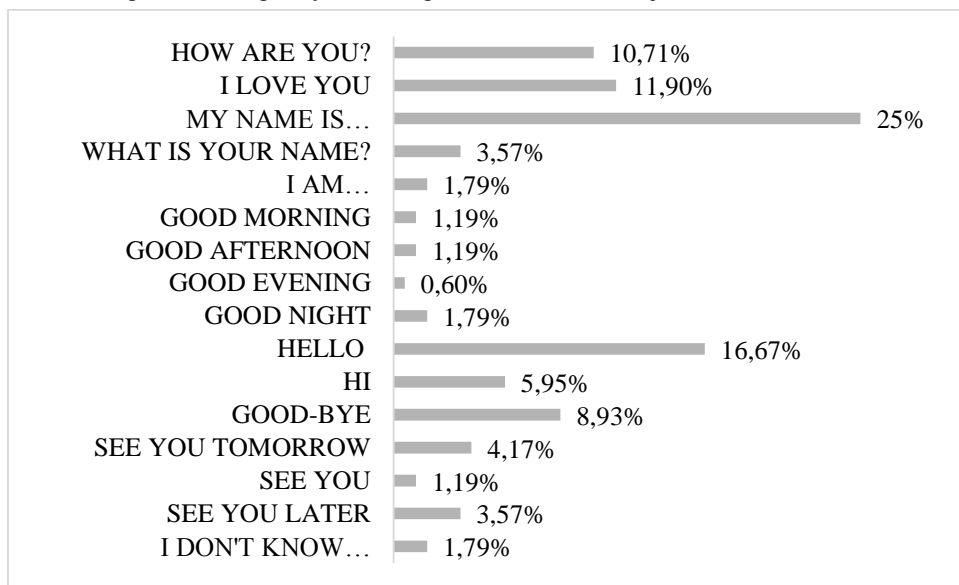 HOW ARE YOU? 10,71%
I LOVE YOU 11,90%
MY NAME IS… 25%
WHAT IS YOUR NAME? 3,57%
I AM… 1,79%
GOOD MORNING 1,19%
GOOD AFTERNOON 1,19%
GOOD EVENING 0,60%
GOOD NIGHT 1,79%
HELLO 16,67%
HI 5,95%
GOOD-BYE 8,93%
SEE YOU TOMORROW 4,17%
SEE YOU 1,19%
SEE YOU LATER 3,57%
I DON'T KNOW… 1,79%